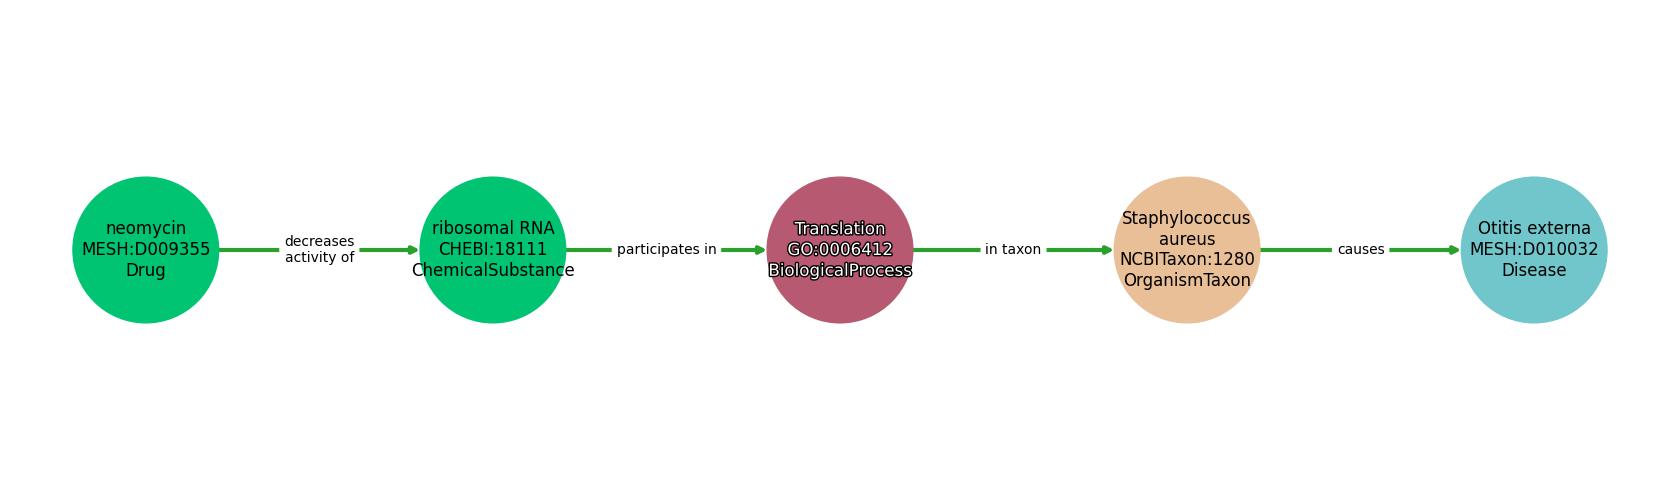 neomycin
MESH:D009355
Drug
decreases
activity of
ribosomal RNA
CHEBI:18111
ChemicalSubstance
participates in
Translation
GO:0006412
BiologicalProcess
in taxon
Staphylococcus
aureus
NCBITaxon:1280
OrganismTaxon
causes
Otitis externa
MESH:D010032
Disease